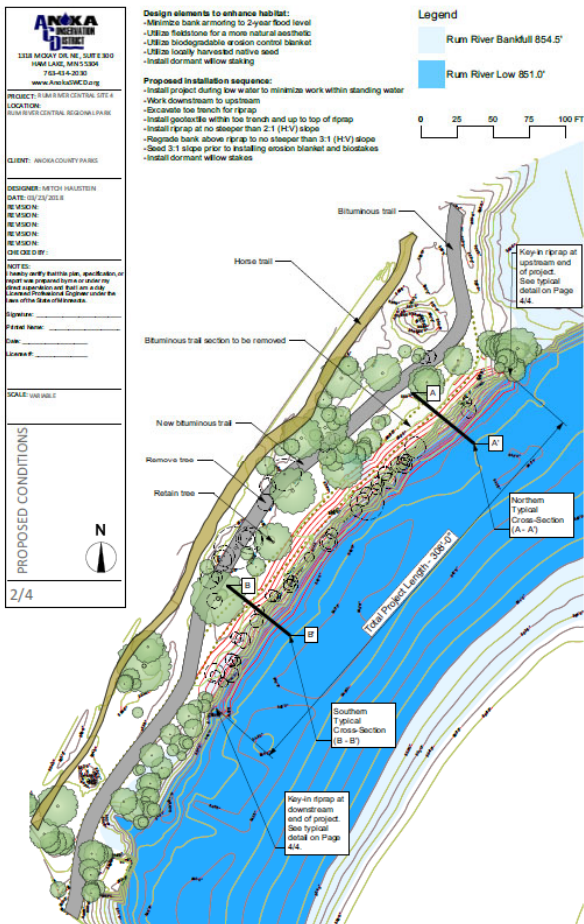 ANOKA
CONSERVATION
DISTRICT
1318 MCKAY DR. NE, SUITE 300
HAM LAKE, MN 55304
763-434-2030
www.AnokaSWCD.org
PROJECT: RUM RIVER CENTRAL SITE 4
LOCATION:
RUM RIVER CENTRAL REGIONAL PARK
CLIENT: ANOKA COUNTY PARKS
DESIGNER: MITCH HAUSTEIN
DATE: 03/23/2018
REVISION:
REVISION:
REVISION:
REVISION:
REVISION:
CHECKED BY:
NOTES:
I hereby certify that this plan, specification, or
report was prepared by me or under my
direct supervision and that I am a duly
Licensed Professional Engineer under the
laws of the State of Minnesota.
Signature:
Printed Name:
Date:
License #:
SCALE: VARIABLE
PROPOSED CONDITIONS
N
2/4
Design elements to enhance habitat:
-Minimize bank armoring to 2-year flood level
-Utilize fieldstone for a more natural aesthetic
-Utilize biodegradable erosion control blanket
-Utilize locally harvested native seed
-Install dormant willow staking
Proposed installation sequence:
-Install project during low water to minimize work within standing water
-Work downstream to upstream
-Excavate toe trench for riprap
-Install geotextile within toe trench and up to top of riprap
-Install riprap at no steeper than 2:1 (H:V) slope
-Regrade bank above riprap to no steeper than 3:1 (H:V) slope
-Seed 3:1 slope prior to installing erosion blanket and biostakes
-Install dormant willow stakes
Legend
Rum River Bankfull 854.5'
Rum River Low 851.0'
0 25 50 100 FT
Bituminous trail
Horse trail
Key-in riprap at
upstream end
of project.
See typical
detail on Page
4/4.
Bituminous trail section to be removed
A
A'
New bituminous trail
Remove tree
Retain tree
Northern
Typical
Cross-Section
(A - A')
Total Project Length - 308'-0"
B
B'
Southern
Typical
Cross-Section
(B - B')
Key-in riprap at
downstream
end of project.
See typical
detail on Page
4/4.